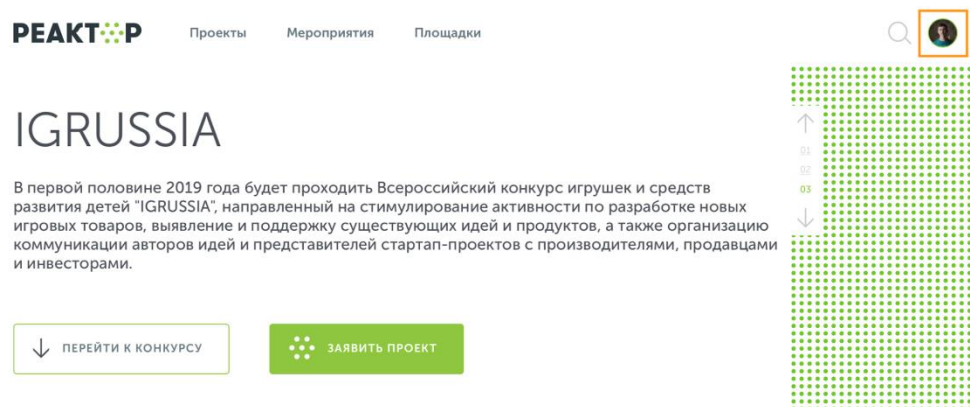 РЕАКТОР
Проекты
Мероприятия
Площадки
IGRUSSIA
В первой половине 2019 года будет проходить Всероссийский конкурс игрушек и средств
развития детей "IGRUSSIA", направленный на стимулирование активности по разработке новых
игровых товаров, выявление и поддержку существующих идей и продуктов, а также организацию
коммуникации авторов идей и представителей стартап-проектов с производителями, продавцами
и инвесторами.
01
02
03
ПЕРЕЙТИ К КОНКУРСУ
ЗАЯВИТЬ ПРОЕКТ